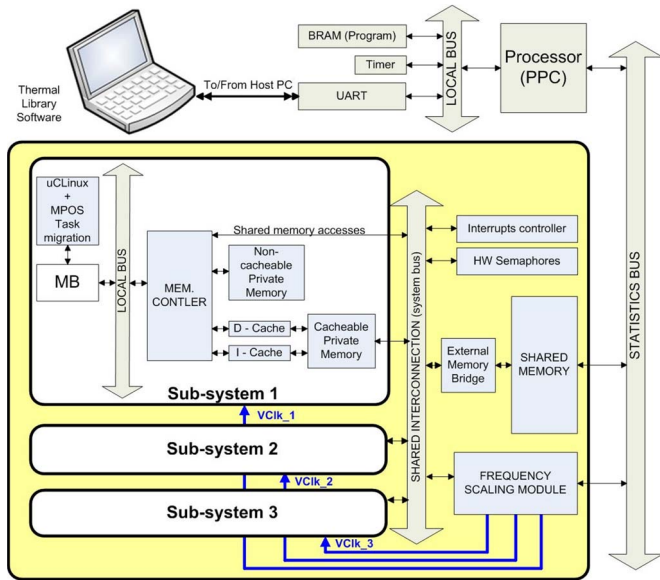 BRAM (Program)
Timer
UART
LOCAL BUS
Processor
(PPC)
Thermal
Library
Software
To/From Host PC
STATISTICS BUS
uCLinux
+
MPOS
Task
migration
MB
LOCAL BUS
MEM.
CONTLER
Shared memory accesses
Non-
cacheable
Private
Memory
D - Cache
I - Cache
Cacheable
Private
Memory
Sub-system 1
VClk_1
Sub-system 2
VClk_2
Sub-system 3
VClk_3
SHARED INTERCONNECTION (system bus)
Interrupts controller
HW Semaphores
External
Memory
Bridge
SHARED
MEMORY
FREQUENCY
SCALING MODULE